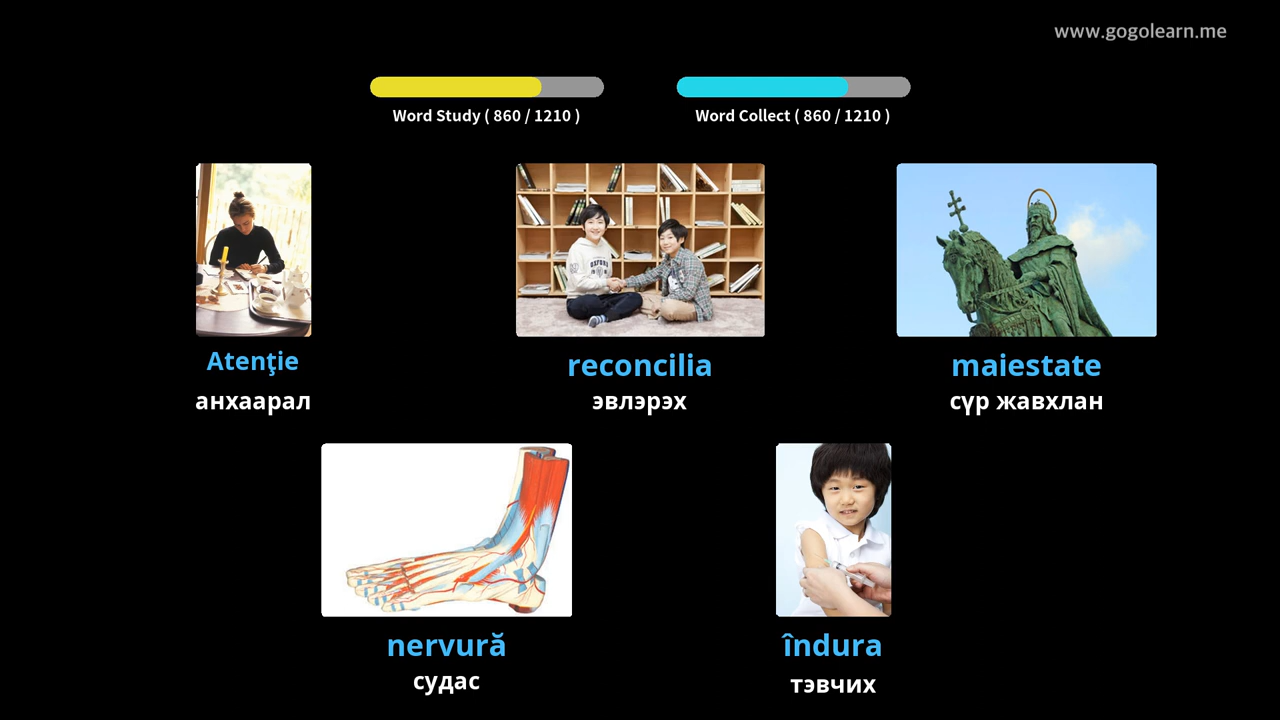 www.gogolearn.me
Word Study ( 860 / 1210 )
Word Collect ( 860 / 1210 )
Atenţie
анхаарал
reconcilia
эвлэрэх
maiestate
сүр жавхлан
nervură
судас
îndura
тэвчих